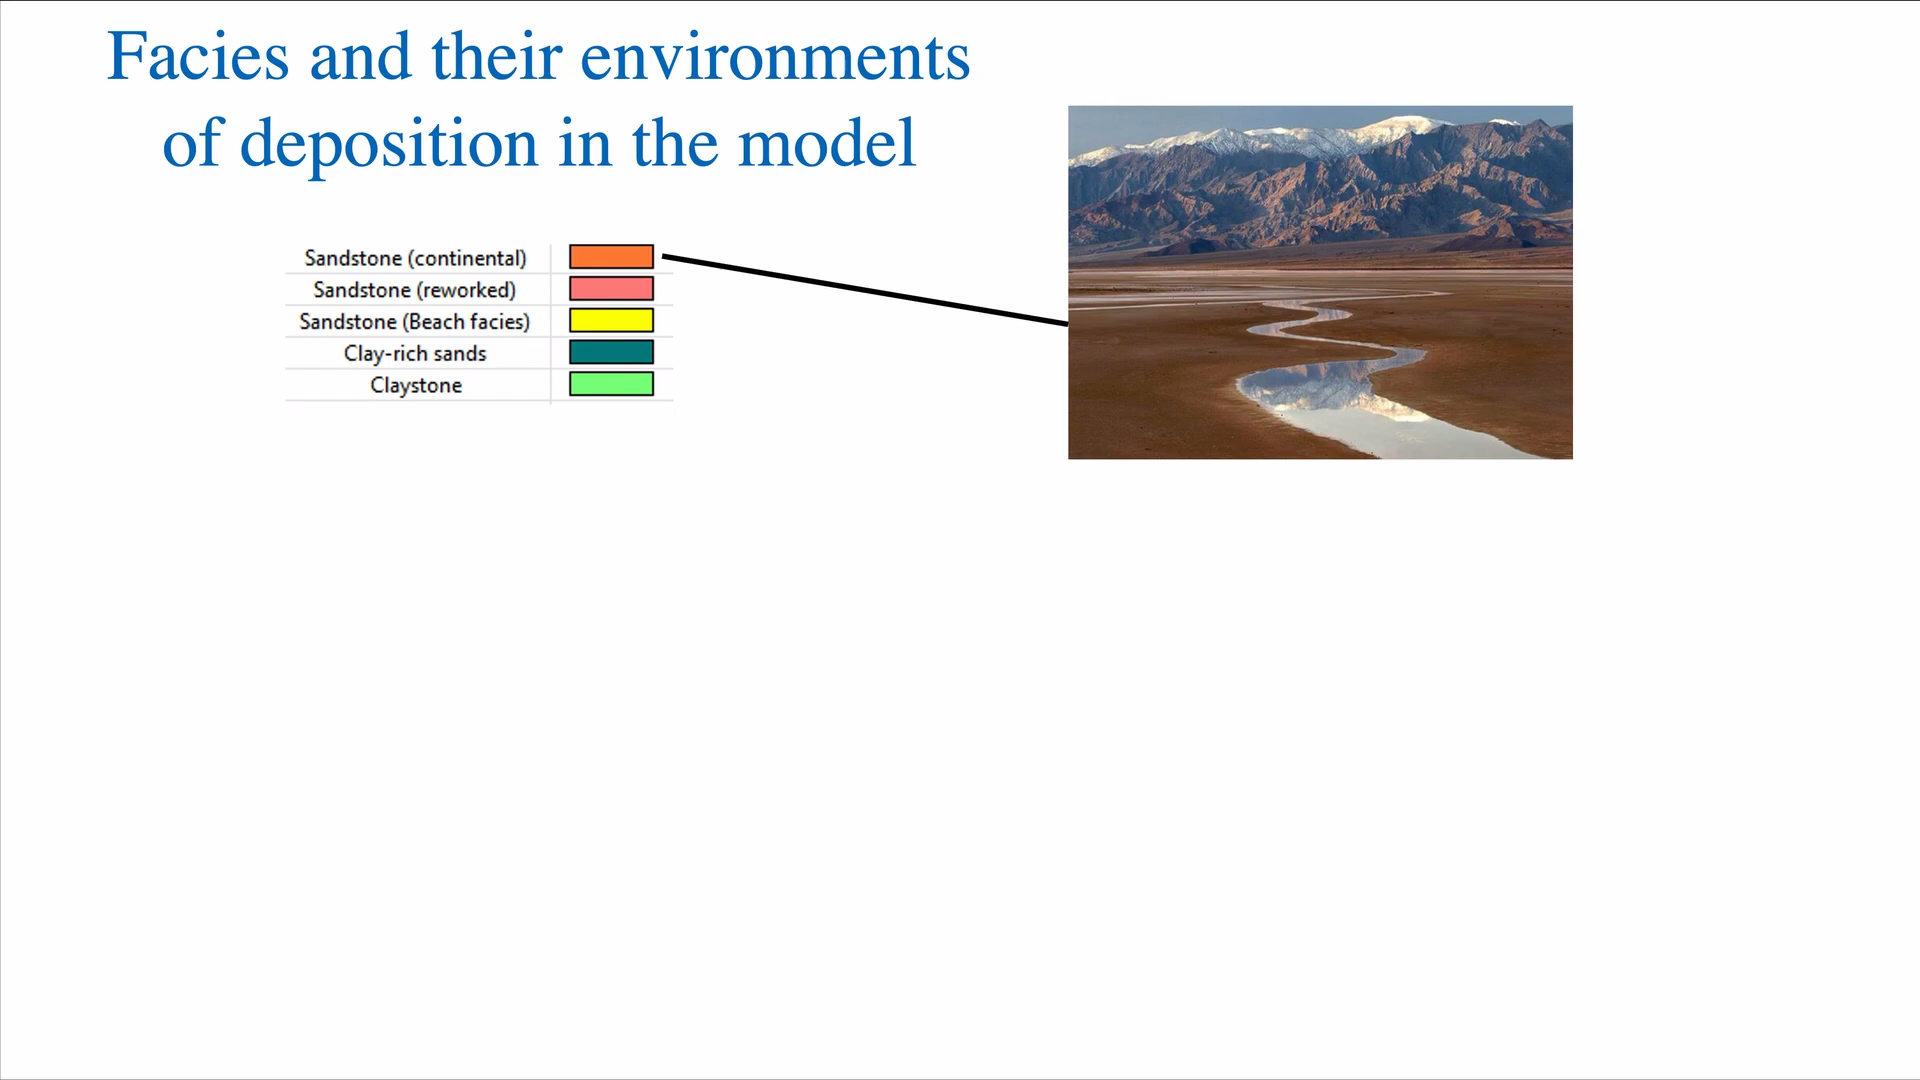 Facies and their environments
of deposition in the model
Sandstone (continental)
Sandstone (reworked)
Sandstone (Beach facies)
Clay-rich sands
Claystone